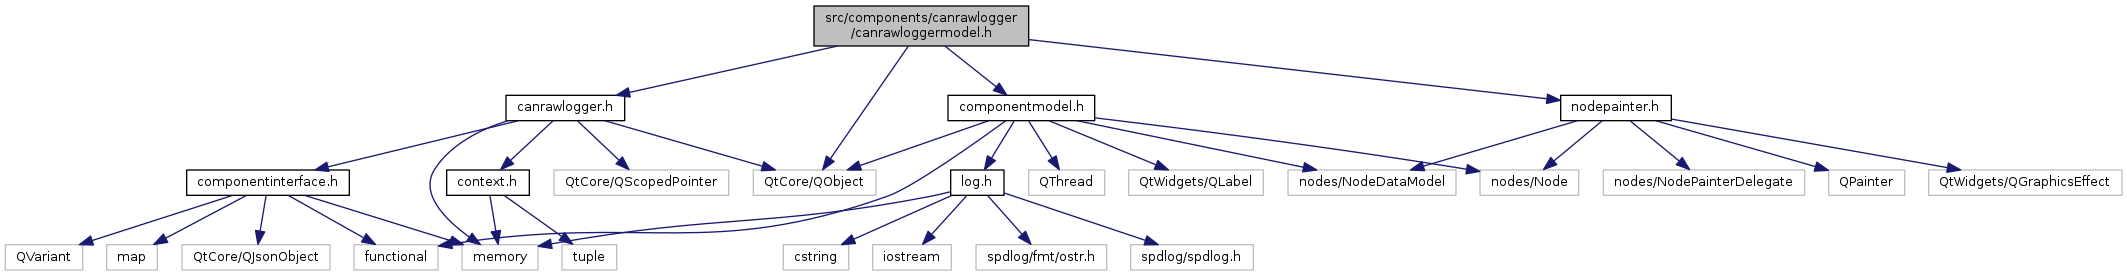 src/components/canrawlogger
/canrawloggermodel.h
canrawlogger.h
componentmodel.h
nodepainter.h
componentinterface.h
context.h
QtCore/QScopedPointer
QtCore/QObject
log.h
QThread
QtWidgets/QLabel
nodes/NodeDataModel
nodes/Node
nodes/NodePainterDelegate
QPainter
QtWidgets/QGraphicsEffect
QVariant
map
QtCore/QJsonObject
functional
memory
tuple
cstring
iostream
spdlog/fmt/ostr.h
spdlog/spdlog.h